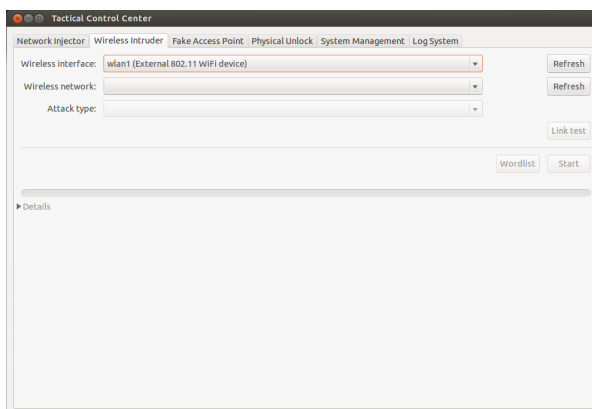 Tactical Control Center
Network Injector Wireless Intruder Fake Access Point Physical Unlock System Management Log System
Wireless interface: wlan1 (External 802.11 WiFi device) Refresh
Wireless network: Refresh
Attack type:
Link test
Wordlist Start
Details